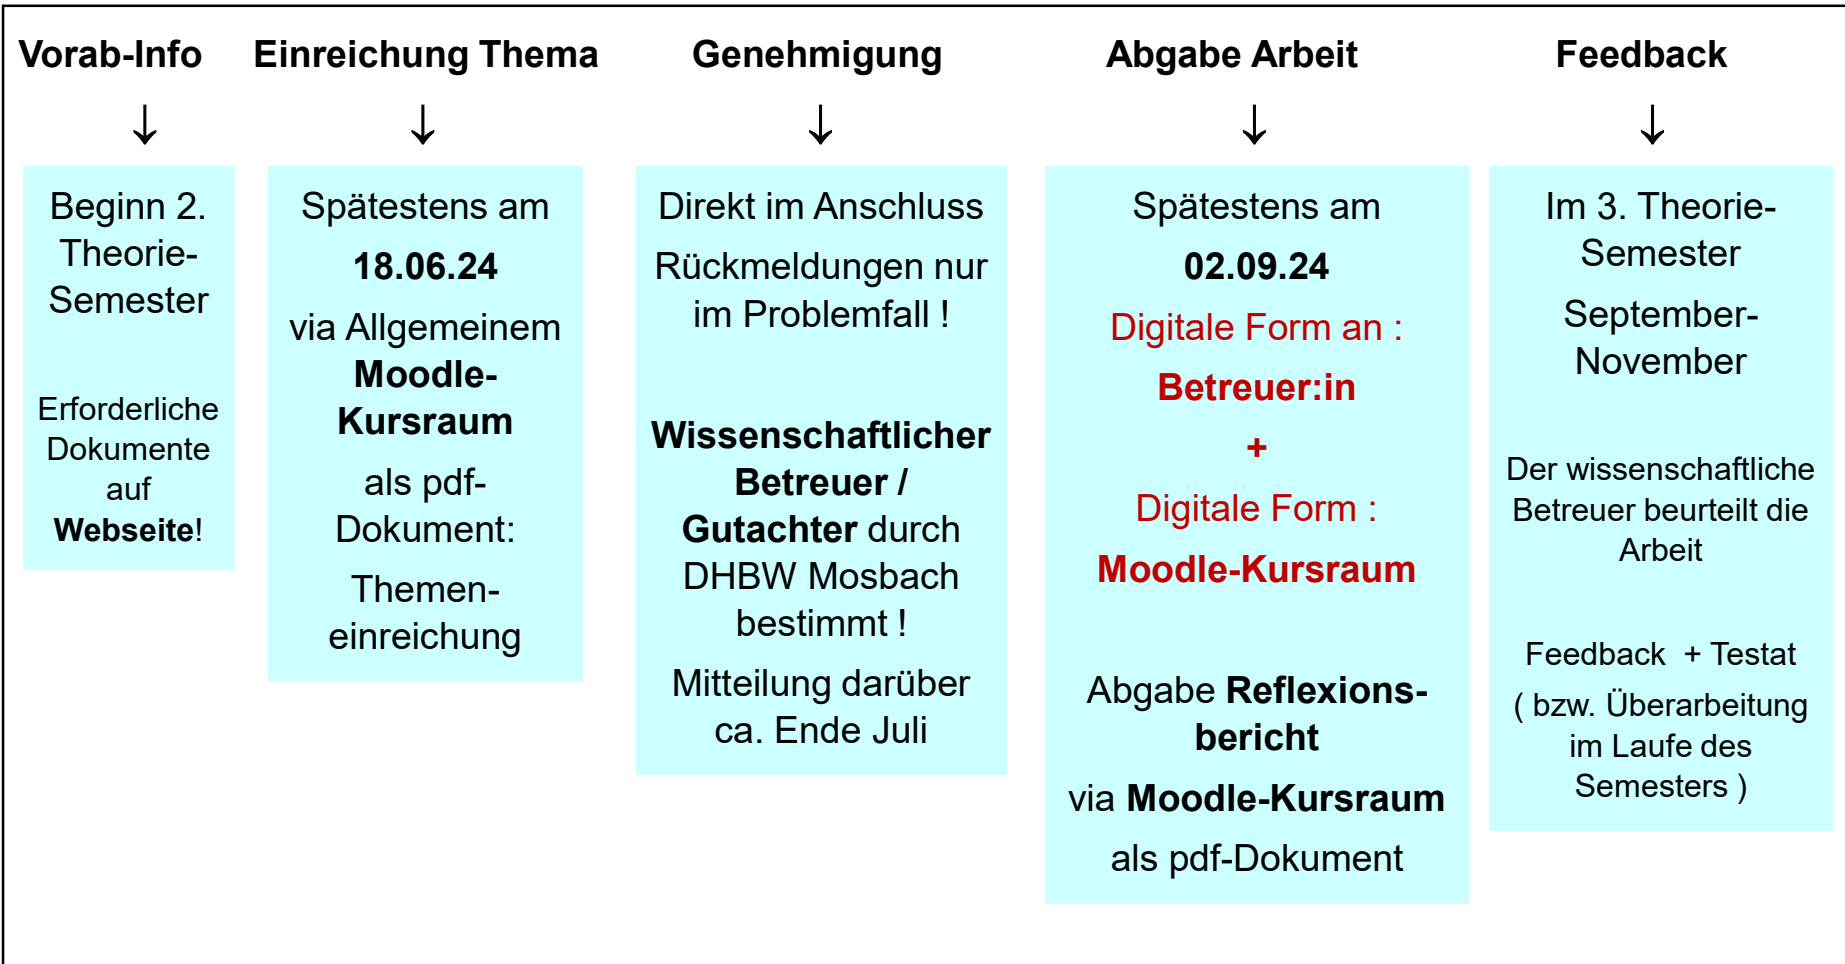 Vorab-Info
Beginn 2.
Theorie-
Semester
Erforderliche
Dokumente
auf
Webseite!
Einreichung Thema
Spätestens am
18.06.24
via Allgemeinem
Moodle-
Kursraum
als pdf-
Dokument:
Themen-
einreichung
Genehmigung
Direkt im Anschluss
Rückmeldungen nur
im Problemfall !
Wissenschaftlicher
Betreuer /
Gutachter durch
DHBW Mosbach
bestimmt !
Mitteilung darüber
ca. Ende Juli
Abgabe Arbeit
Spätestens am
02.09.24
Digitale Form an :
Betreuer:in
+
Digitale Form :
Moodle-Kursraum
Abgabe Reflexions-
bericht
via Moodle-Kursraum
als pdf-Dokument
Feedback
Im 3. Theorie-
Semester
September-
November
Der wissenschaftliche
Betreuer beurteilt die
Arbeit
Feedback + Testat
( bzw. Überarbeitung
im Laufe des
Semesters )